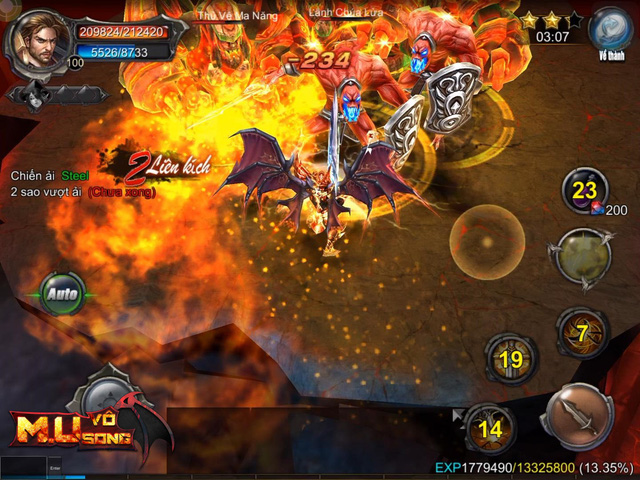 Thủ Vệ Ma Năng
Lãnh Chúa Lửa
209824/212420
5526/8733
100
03:07
Về thành
-234
2 Liên kích
Chiến ải Steel
2 sao vượt ải (Chưa xong)
23
200
Auto
7
19
14
M.U VÔ SONG
Enter
EXP1779490/13325800 (13.35%)